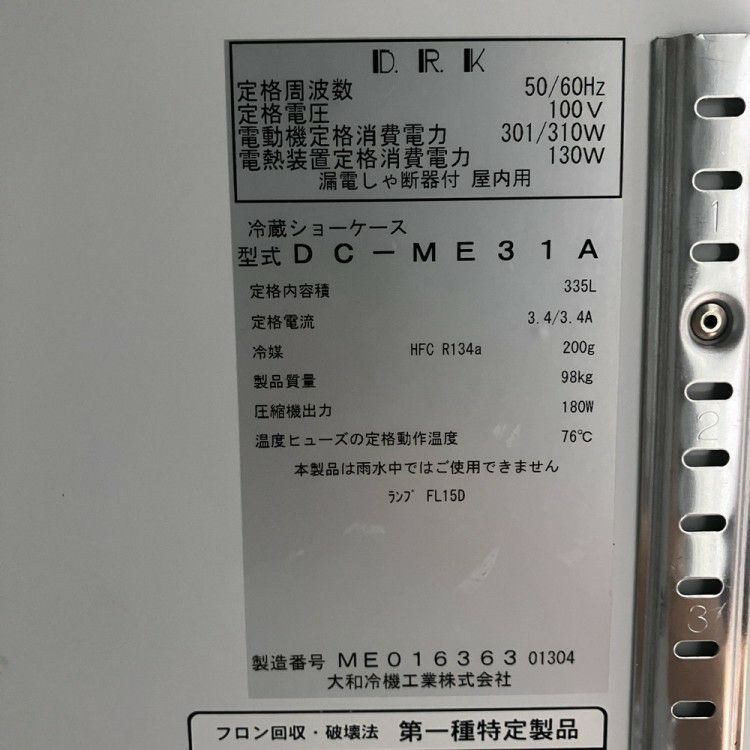 D. R. K
定格周波数 50/60Hz
定格電圧 100V
電動機定格消費電力 301/310W
電熱装置定格消費電力 130W
漏電しゃ断器付 屋内用
冷蔵ショーケース
型式 DC-ME31A
定格内容積 335L
定格電流 3.4/3.4A
冷媒 HFC R134a 200g
製品質量 98kg
圧縮機出力 180W
温度ヒューズの定格動作温度 76℃
本製品は雨水中ではご使用できません
ランプ FL15D
製造番号 ME016363 01304
大和冷機工業株式会社
フロン回収・破壊法 第一種特定製品
1
2
3